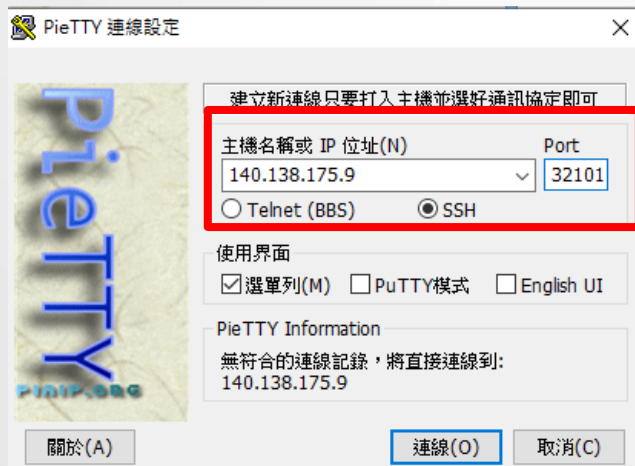 PieTTY 連線設定
PieTTY
PINIP.ORG
建立新連線只要打入主機並選好通訊協定即可
主機名稱或 IP 位址(N)
Port
140.138.175.9
32101
Telnet (BBS)
SSH
使用界面
選單列(M)
PuTTY模式
English UI
PieTTY Information
無符合的連線記錄，將直接連線到:
140.138.175.9
關於(A)
連線(O)
取消(C)